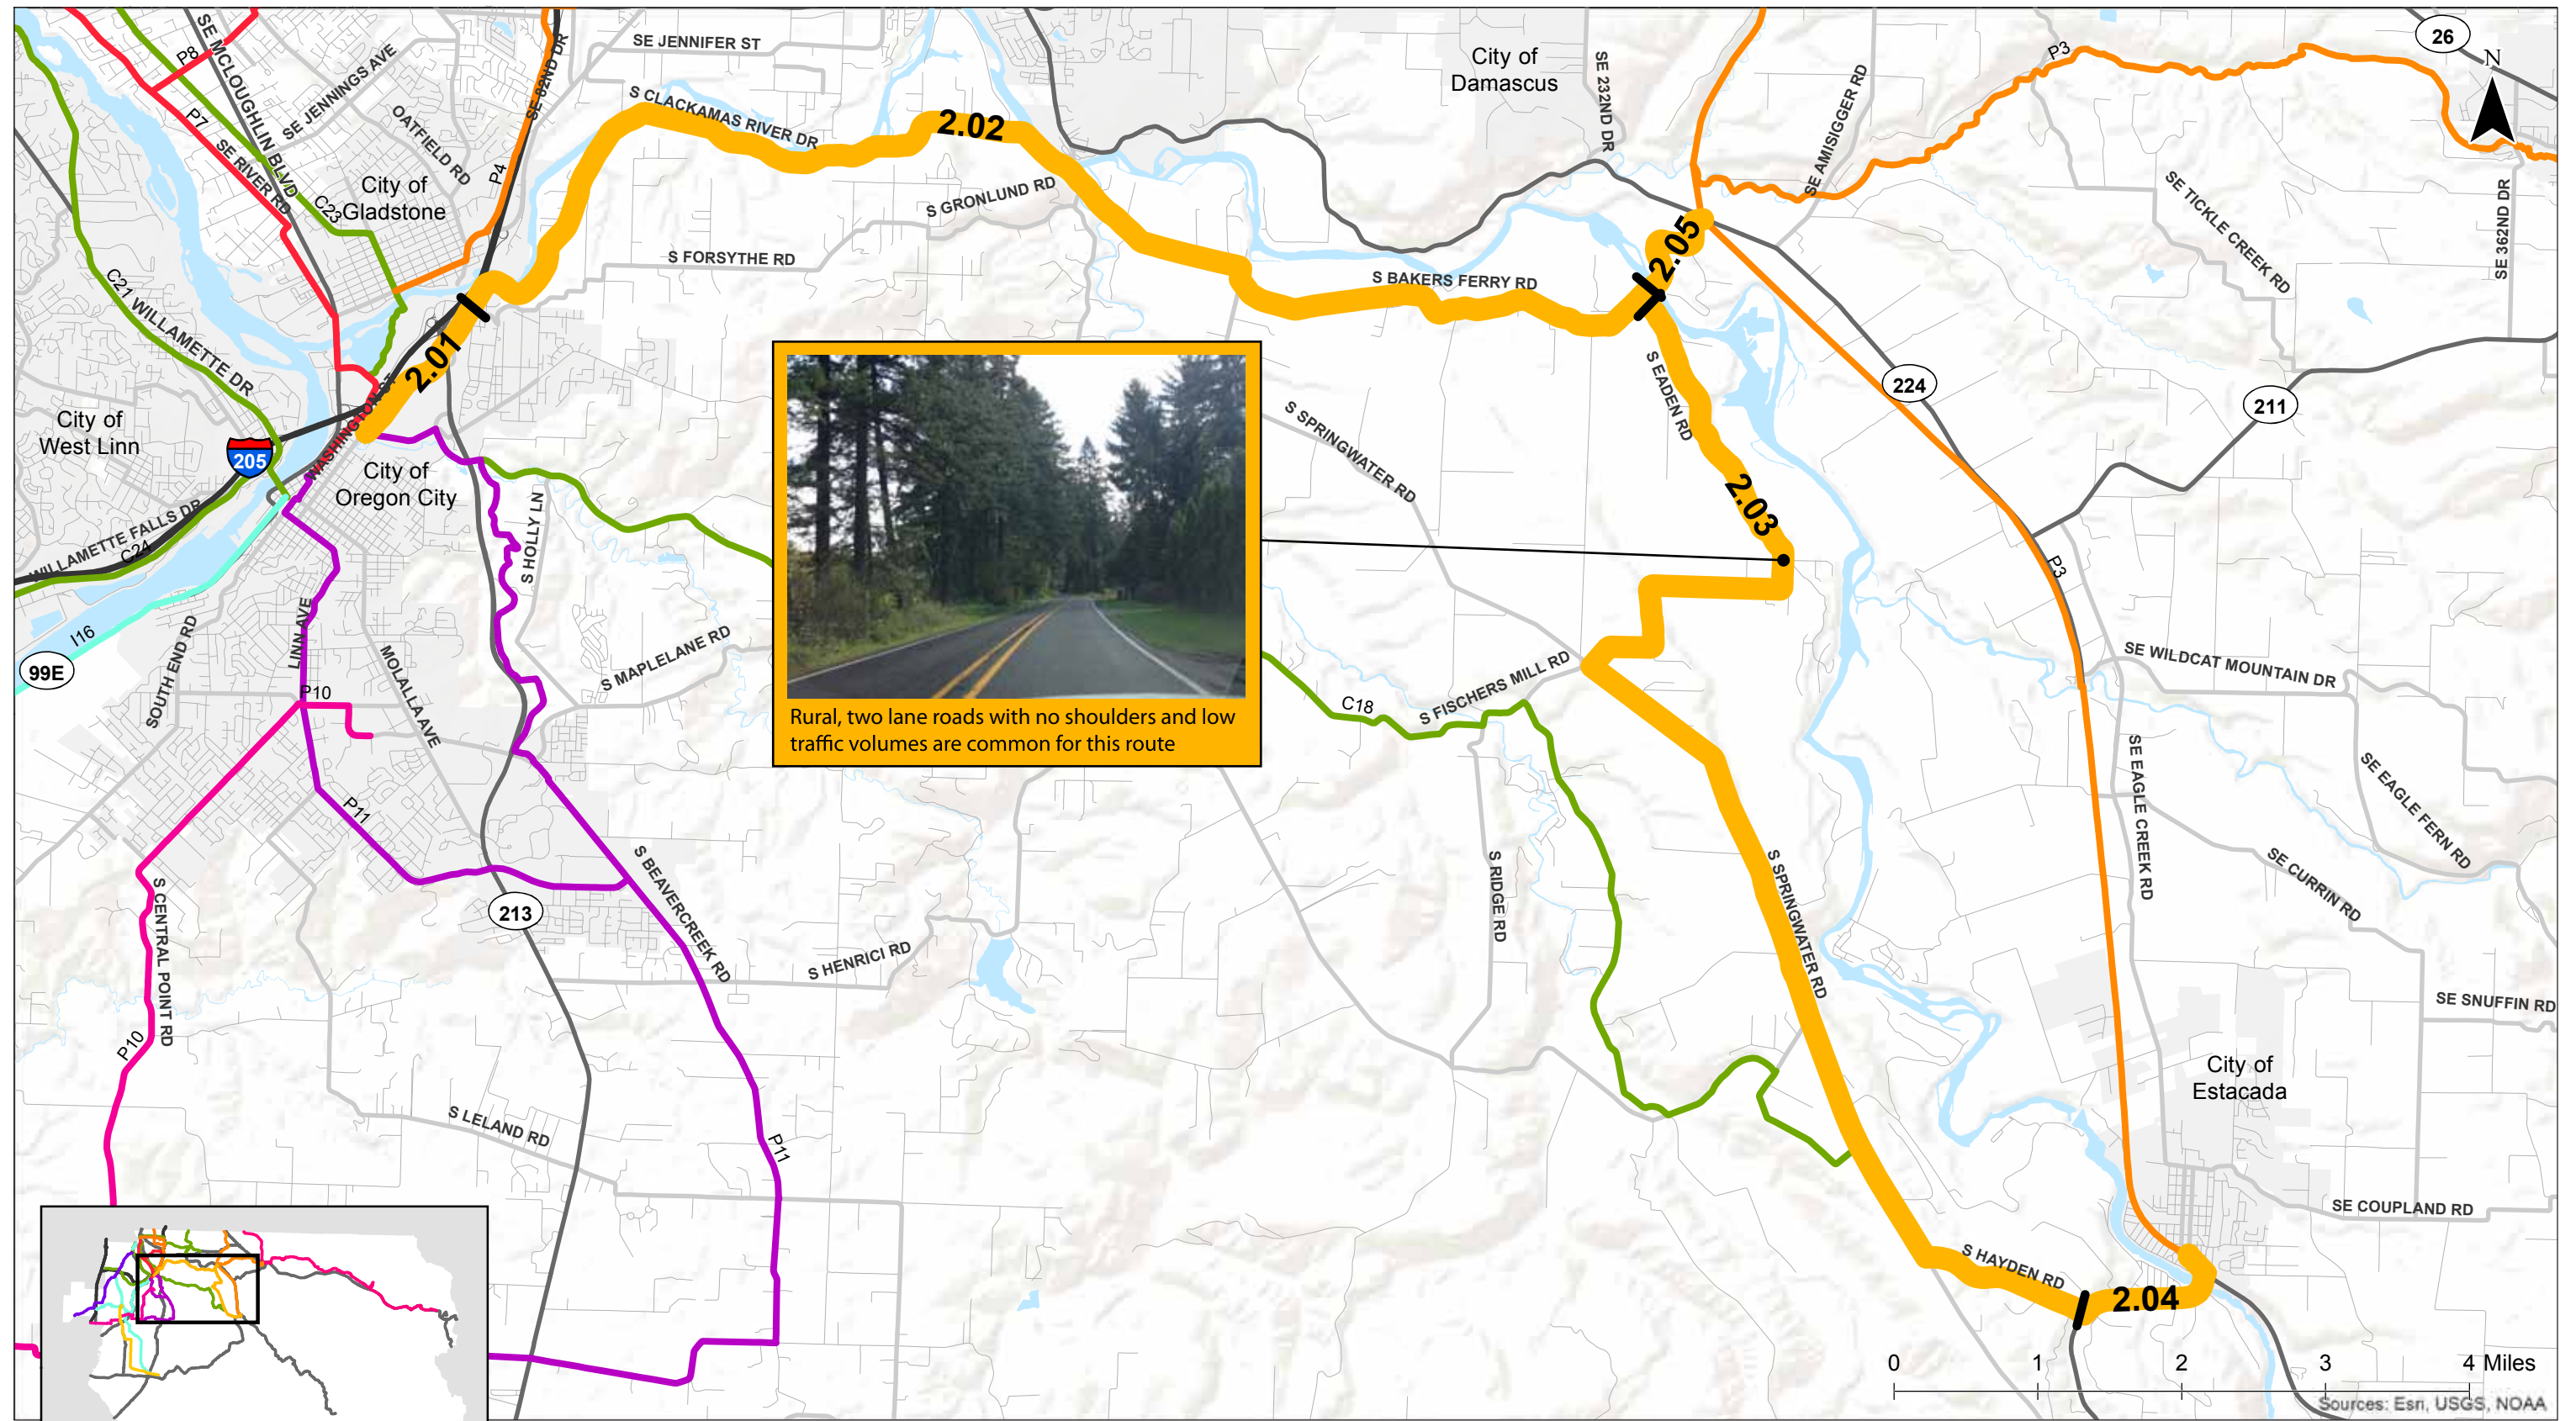 SE JENNIFER ST
SE 82ND DR
P8
SE MCLOUGHLIN BLVD
SE JENNINGS AVE
P7
SE RIVER RD
OATFIELD RD
P4
City of
Gladstone
C23
S CLACKAMAS RIVER DR
2.02
S GRONLUND RD
S FORSYTHE RD
City of
Damascus
SE 232ND DR
SE AMISIGGER RD
P3
26
N
SE TICKLE CREEK RD
SE 362ND DR
2.05
S BAKERS FERRY RD
C21
WILLAMETTE DR
2.01
City of
West Linn
205
WASHINGTON ST
City of
Oregon City
WILLAMETTE FALLS DR
C24
S HOLLY LN
I16
99E
S EADEN RD
224
211
S SPRINGWATER RD
2.03
P3
Rural, two lane roads with no shoulders and low
traffic volumes are common for this route
SOUTH END RD
LINN AVE
MOLALLA AVE
S MAPLELANE RD
P10
C18
S FISCHERS MILL RD
SE WILDCAT MOUNTAIN DR
SE EAGLE CREEK RD
SE EAGLE FERN RD
P11
S CENTRAL POINT RD
213
S BEAVERCREEK RD
S HENRICI RD
S RIDGE RD
S SPRINGWATER RD
SE CURRIN RD
SE SNUFFIN RD
P10
S LELAND RD
P11
City of
Estacada
SE COUPLAND RD
S HAYDEN RD
2.04
0 1 2 3 4 Miles
Sources: Esri, USGS, NOAA